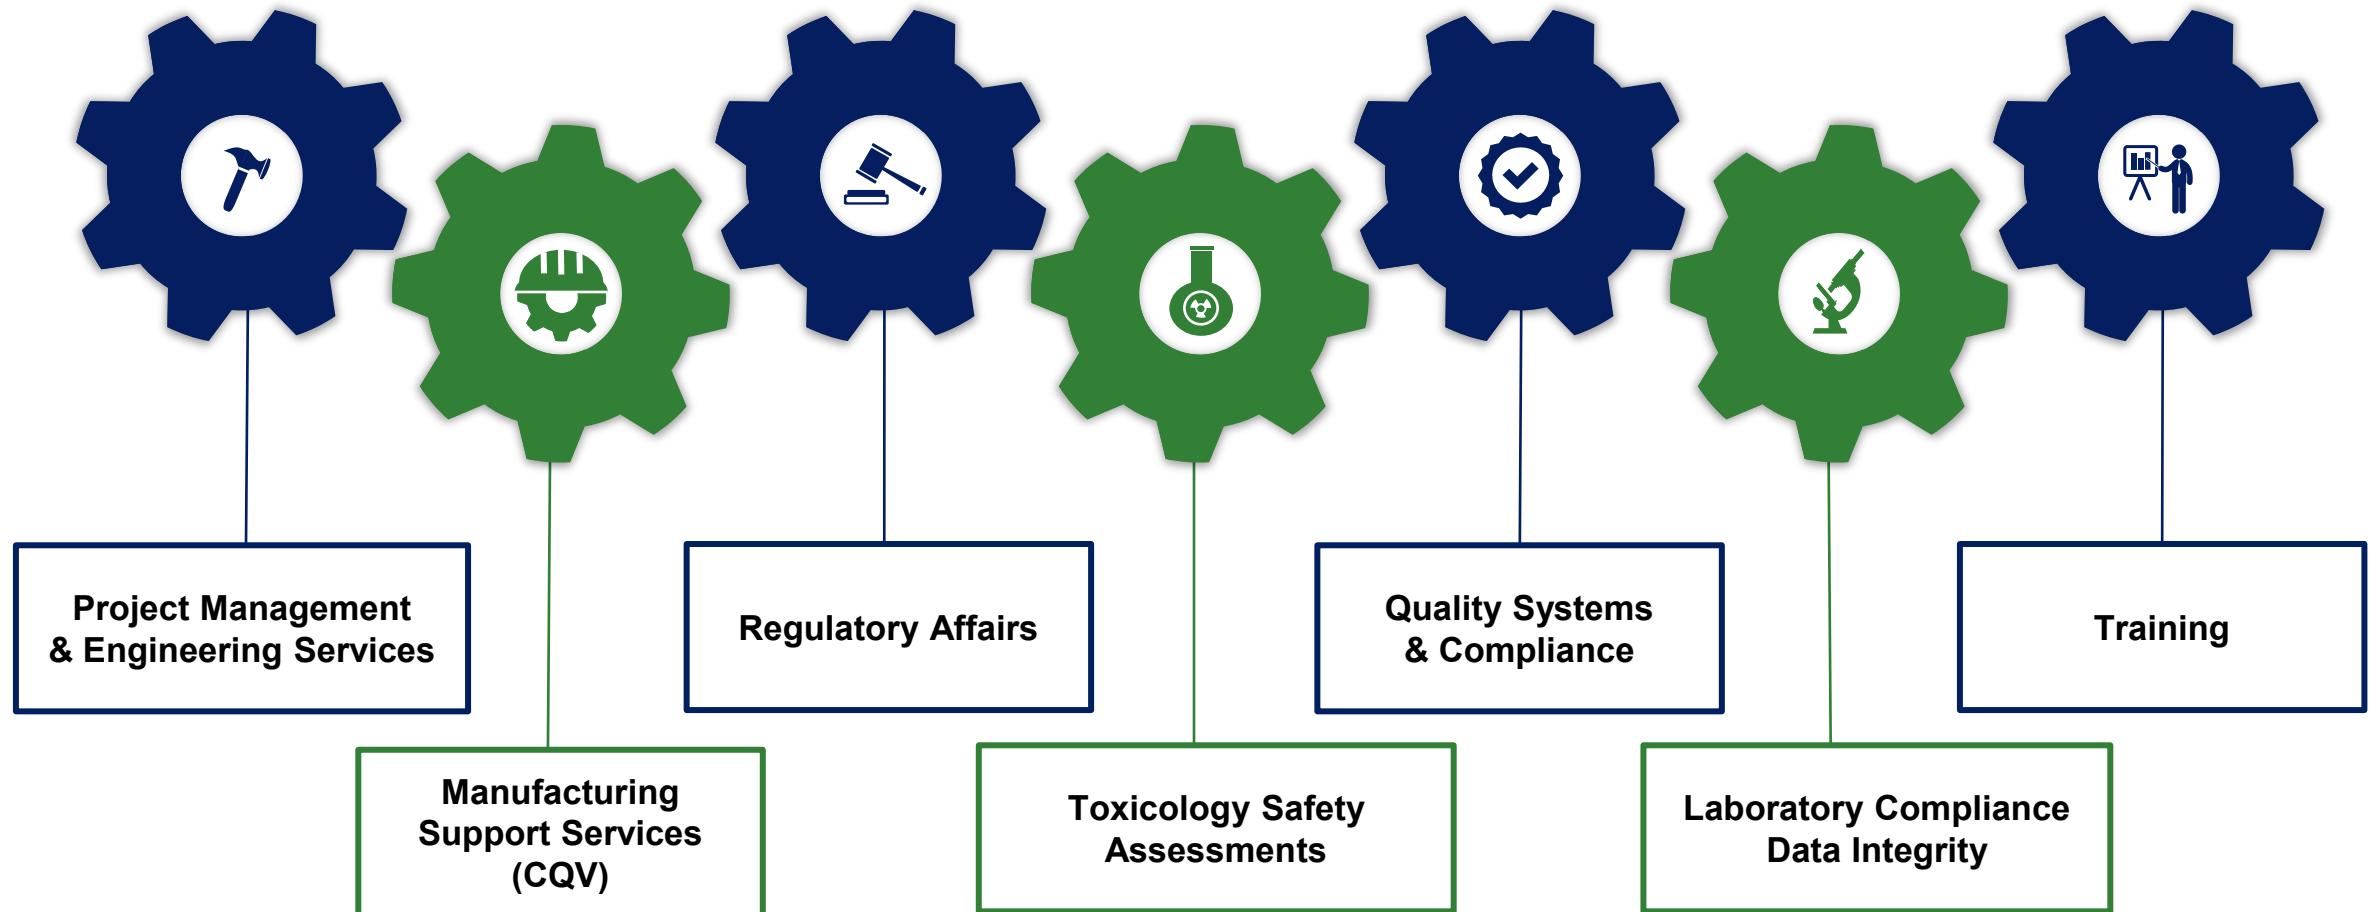 Project Management
& Engineering Services
Regulatory Affairs
Quality Systems
& Compliance
Training
Manufacturing
Support Services
(CQV)
Toxicology Safety
Assessments
Laboratory Compliance
Data Integrity